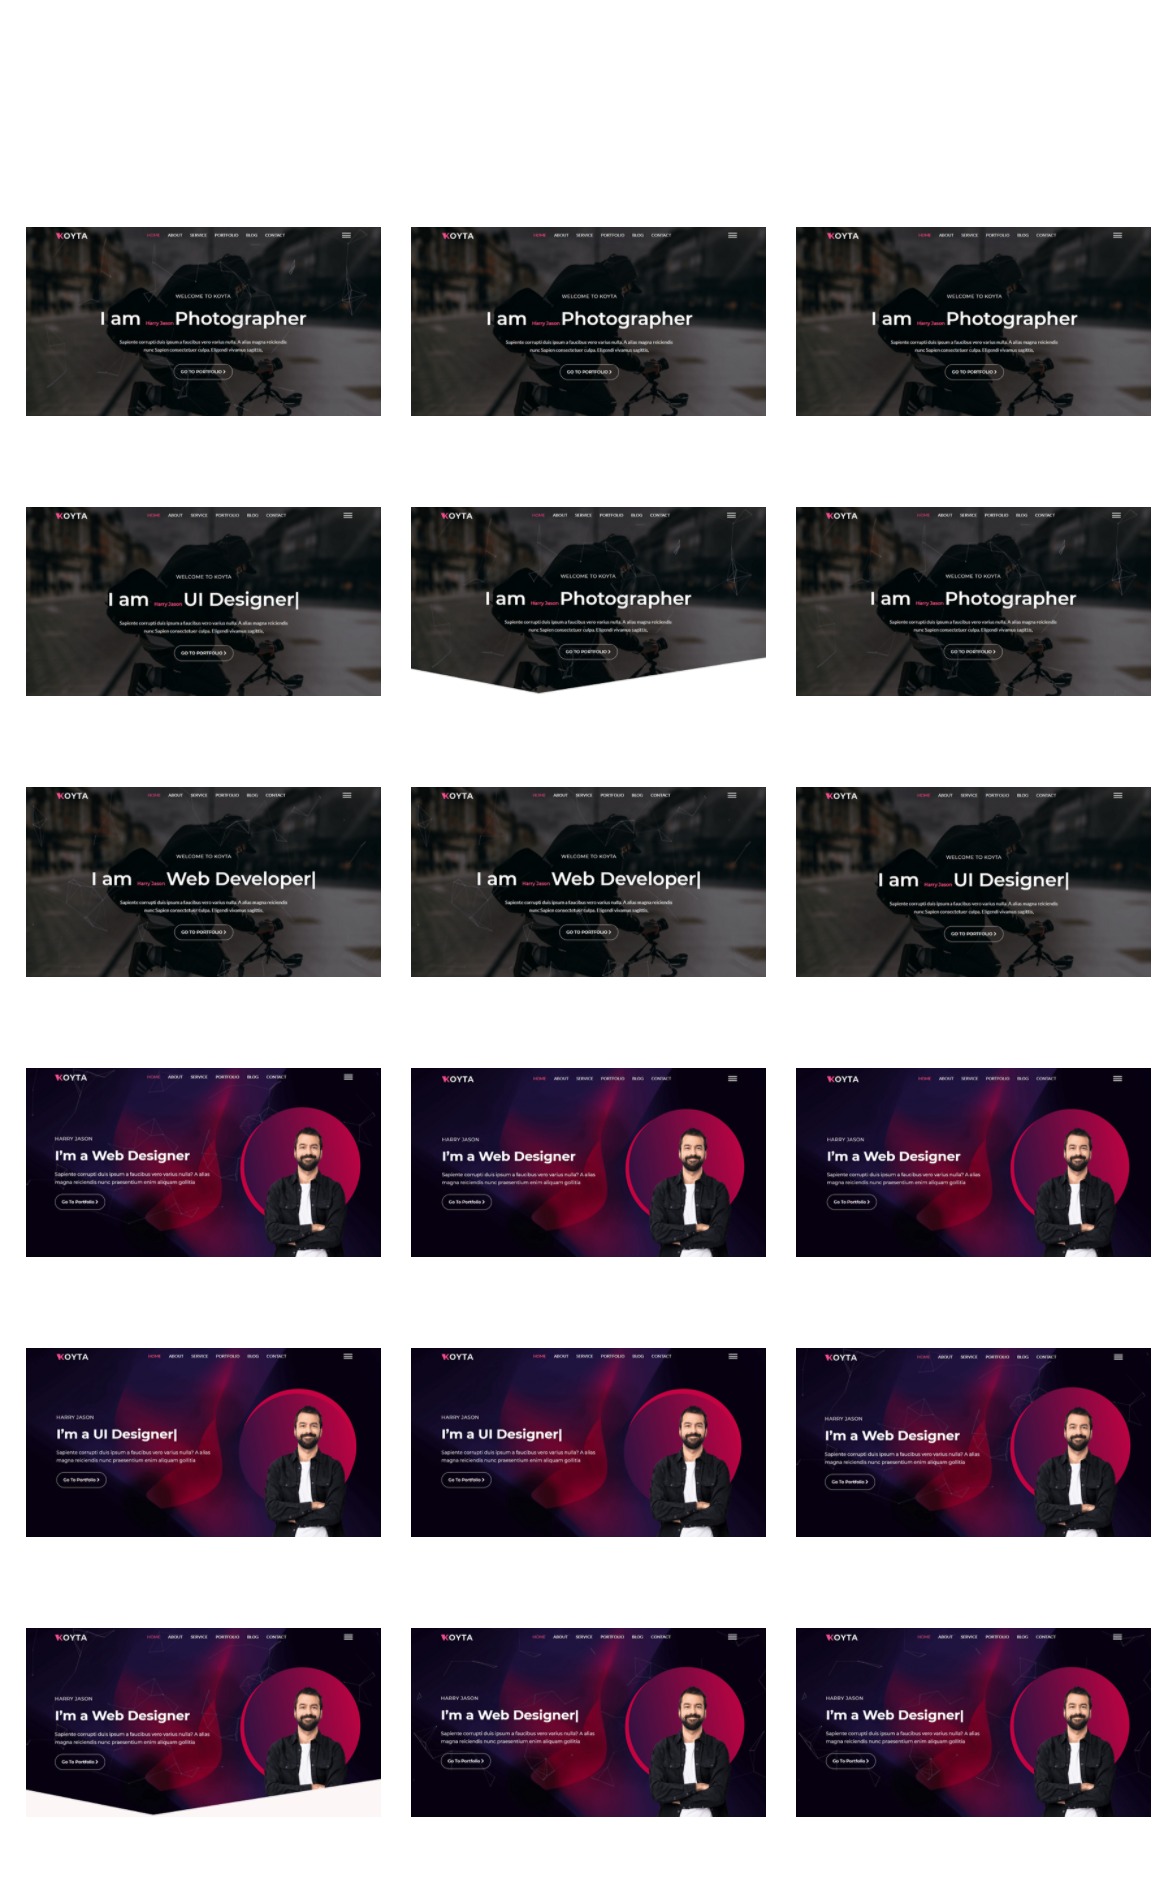 KOYTA HOME ABOUT SERVICE PORTFOLIO BLOG CONTACT
WELCOME TO KOYTA
I am Harry Jason Photographer
Sapiente corrupti duis ipsum a faucibus vero varius nulla. A alias magna reiciendis
nunc Sapien consectetuer culpa. Eligendi vivamus sagittis.
GO TO PORTFOLIO
KOYTA HOME ABOUT SERVICE PORTFOLIO BLOG CONTACT
WELCOME TO KOYTA
I am Harry Jason Photographer
Sapiente corrupti duis ipsum a faucibus vero varius nulla. A alias magna reiciendis
nunc Sapien consectetuer culpa. Eligendi vivamus sagittis.
GO TO PORTFOLIO
KOYTA HOME ABOUT SERVICE PORTFOLIO BLOG CONTACT
WELCOME TO KOYTA
I am Harry Jason Photographer
Sapiente corrupti duis ipsum a faucibus vero varius nulla. A alias magna reiciendis
nunc Sapien consectetuer culpa. Eligendi vivamus sagittis.
GO TO PORTFOLIO
KOYTA HOME ABOUT SERVICE PORTFOLIO BLOG CONTACT
WELCOME TO KOYTA
I am Harry Jason UI Designer|
Sapiente corrupti duis ipsum a faucibus vero varius nulla. A alias magna reiciendis
nunc Sapien consectetuer culpa. Eligendi vivamus sagittis.
GO TO PORTFOLIO
KOYTA HOME ABOUT SERVICE PORTFOLIO BLOG CONTACT
WELCOME TO KOYTA
I am Harry Jason Photographer
Sapiente corrupti duis ipsum a faucibus vero varius nulla. A alias magna reiciendis
nunc Sapien consectetuer culpa. Eligendi vivamus sagittis.
GO TO PORTFOLIO
KOYTA HOME ABOUT SERVICE PORTFOLIO BLOG CONTACT
WELCOME TO KOYTA
I am Harry Jason Photographer
Sapiente corrupti duis ipsum a faucibus vero varius nulla. A alias magna reiciendis
nunc Sapien consectetuer culpa. Eligendi vivamus sagittis.
GO TO PORTFOLIO
KOYTA HOME ABOUT SERVICE PORTFOLIO BLOG CONTACT
WELCOME TO KOYTA
I am Harry Jason Web Developer|
Sapiente corrupti duis ipsum a faucibus vero varius nulla. A alias magna reiciendis
nunc Sapien consectetuer culpa. Eligendi vivamus sagittis.
GO TO PORTFOLIO
KOYTA HOME ABOUT SERVICE PORTFOLIO BLOG CONTACT
WELCOME TO KOYTA
I am Harry Jason Web Developer|
Sapiente corrupti duis ipsum a faucibus vero varius nulla. A alias magna reiciendis
nunc Sapien consectetuer culpa. Eligendi vivamus sagittis.
GO TO PORTFOLIO
KOYTA HOME ABOUT SERVICE PORTFOLIO BLOG CONTACT
WELCOME TO KOYTA
I am Harry Jason UI Designer|
Sapiente corrupti duis ipsum a faucibus vero varius nulla. A alias magna reiciendis
nunc Sapien consectetuer culpa. Eligendi vivamus sagittis.
GO TO PORTFOLIO
KOYTA HOME ABOUT SERVICE PORTFOLIO BLOG CONTACT
HARRY JASON
I'm a Web Designer
Sapiente corrupti duis ipsum a faucibus vero varius nulla? A alias
magna reiciendis nunc praesentium enim aliquam gollitia
Go To Portfolio
KOYTA HOME ABOUT SERVICE PORTFOLIO BLOG CONTACT
HARRY JASON
I'm a Web Designer
Sapiente corrupti duis ipsum a faucibus vero varius nulla? A alias
magna reiciendis nunc praesentium enim aliquam gollitia
Go To Portfolio
KOYTA HOME ABOUT SERVICE PORTFOLIO BLOG CONTACT
HARRY JASON
I'm a Web Designer
Sapiente corrupti duis ipsum a faucibus vero varius nulla? A alias
magna reiciendis nunc praesentium enim aliquam gollitia
Go To Portfolio
KOYTA HOME ABOUT SERVICE PORTFOLIO BLOG CONTACT
HARRY JASON
I'm a UI Designer|
Sapiente corrupti duis ipsum a faucibus vero varius nulla? A alias
magna reiciendis nunc praesentium enim aliquam gollitia
Go To Portfolio
KOYTA HOME ABOUT SERVICE PORTFOLIO BLOG CONTACT
HARRY JASON
I'm a UI Designer|
Sapiente corrupti duis ipsum a faucibus vero varius nulla? A alias
magna reiciendis nunc praesentium enim aliquam gollitia
Go To Portfolio
KOYTA HOME ABOUT SERVICE PORTFOLIO BLOG CONTACT
HARRY JASON
I'm a Web Designer
Sapiente corrupti duis ipsum a faucibus vero varius nulla? A alias
magna reiciendis nunc praesentium enim aliquam gollitia
Go To Portfolio
KOYTA HOME ABOUT SERVICE PORTFOLIO BLOG CONTACT
HARRY JASON
I'm a Web Designer
Sapiente corrupti duis ipsum a faucibus vero varius nulla? A alias
magna reiciendis nunc praesentium enim aliquam gollitia
Go To Portfolio
KOYTA HOME ABOUT SERVICE PORTFOLIO BLOG CONTACT
HARRY JASON
I'm a Web Designer|
Sapiente corrupti duis ipsum a faucibus vero varius nulla? A alias
magna reiciendis nunc praesentium enim aliquam gollitia
Go To Portfolio
KOYTA HOME ABOUT SERVICE PORTFOLIO BLOG CONTACT
HARRY JASON
I'm a Web Designer|
Sapiente corrupti duis ipsum a faucibus vero varius nulla? A alias
magna reiciendis nunc praesentium enim aliquam gollitia
Go To Portfolio